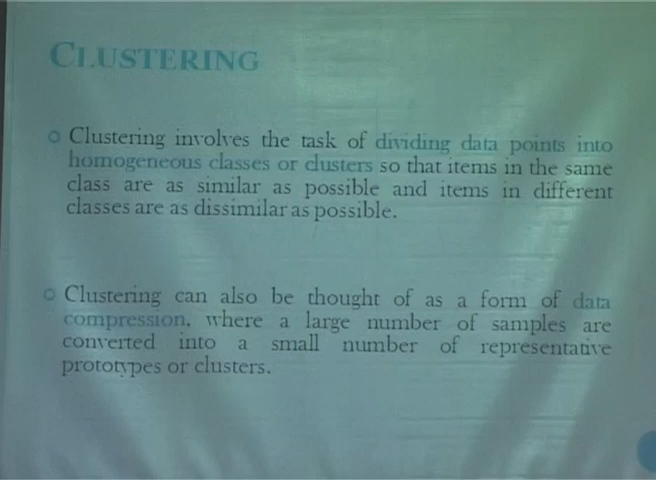 CLUSTERING
Clustering involves the task of dividing data points into
homogeneous classes or clusters so that items in the same
class are as similar as possible and items in different
classes are as dissimilar as possible.
Clustering can also be thought of as a form of data
compression, where a large number of samples are
converted into a small number of representative
prototypes or clusters.